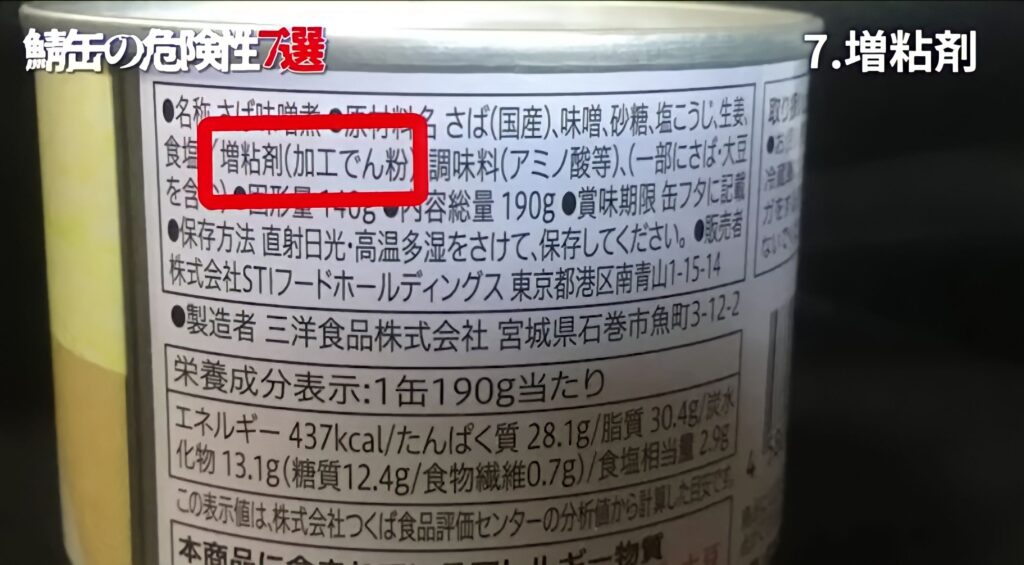 鯖缶の危険性7選
7.増粘剤
●名称 さば味噌煮 ●原材料名 さば(国産)、味噌、砂糖、塩こうじ、生姜、
食塩/増粘剤(加工でん粉)、調味料(アミノ酸等)、(一部にさば・大豆
を含む) ●固形量 140g ●内容総量 190g ●賞味期限 缶フタに記載
●保存方法 直射日光・高温多湿をさけて、保存してください。 ●販売者
株式会社STIフードホールディングス 東京都港区南青山1-15-14
●製造者 三洋食品株式会社 宮城県石巻市魚町3-12-2
栄養成分表示:1缶190g当たり
エネルギー 437kcal/たんぱく質 28.1g/脂質 30.4g/炭水
化物 13.1g(糖質12.4g/食物繊維0.7g)/食塩相当量 2.9g
この表示値は、株式会社つくば食品評価センターの分析値から計算した目安です。
取り扱
冷蔵